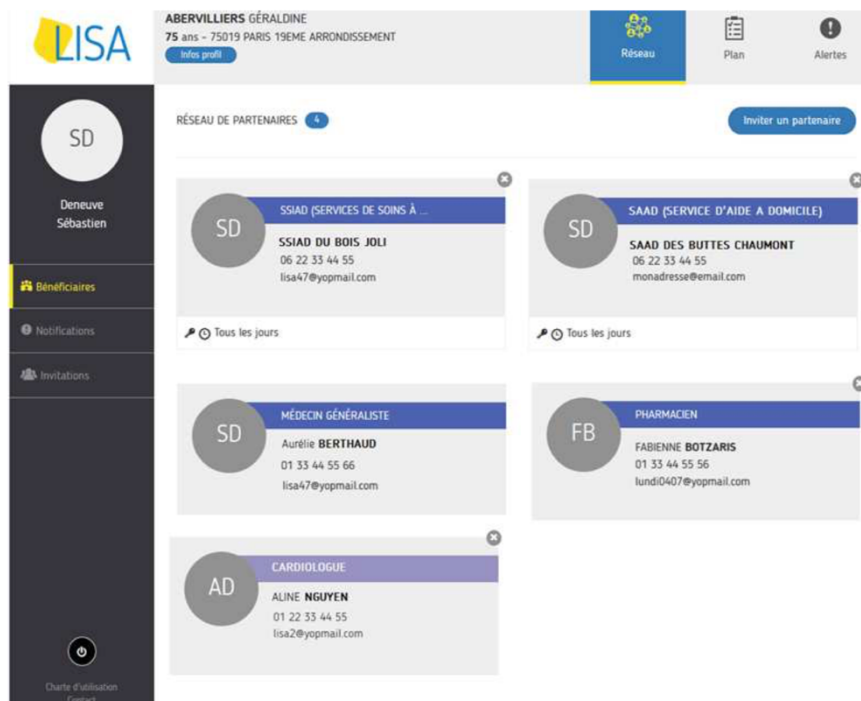 LISA
ABERVILLIERS GÉRALDINE
75 ans - 75019 PARIS 19EME ARRONDISSEMENT
Infos profil
Réseau
Plan
Alertes
SD
Deneuve
Sébastien
Bénéficiaires
Notifications
Invitations
Charte d'utilisation
Contact
RÉSEAU DE PARTENAIRES 4
Inviter un partenaire
SD
SSIAD (SERVICES DE SOINS À ...
SSIAD DU BOIS JOLI
06 22 33 44 55
lisa47@yopmail.com
Tous les jours
SD
SAAD (SERVICE D'AIDE A DOMICILE)
SAAD DES BUTTES CHAUMONT
06 22 33 44 55
monadresse@email.com
Tous les jours
SD
MÉDECIN GÉNÉRALISTE
Aurélie BERTHAUD
01 33 44 55 66
lisa47@yopmail.com
FB
PHARMACIEN
FABIENNE BOTZARIS
01 33 44 55 56
lundi0407@yopmail.com
AD
CARDIOLOGUE
ALINE NGUYEN
01 22 33 44 55
lisa2@yopmail.com